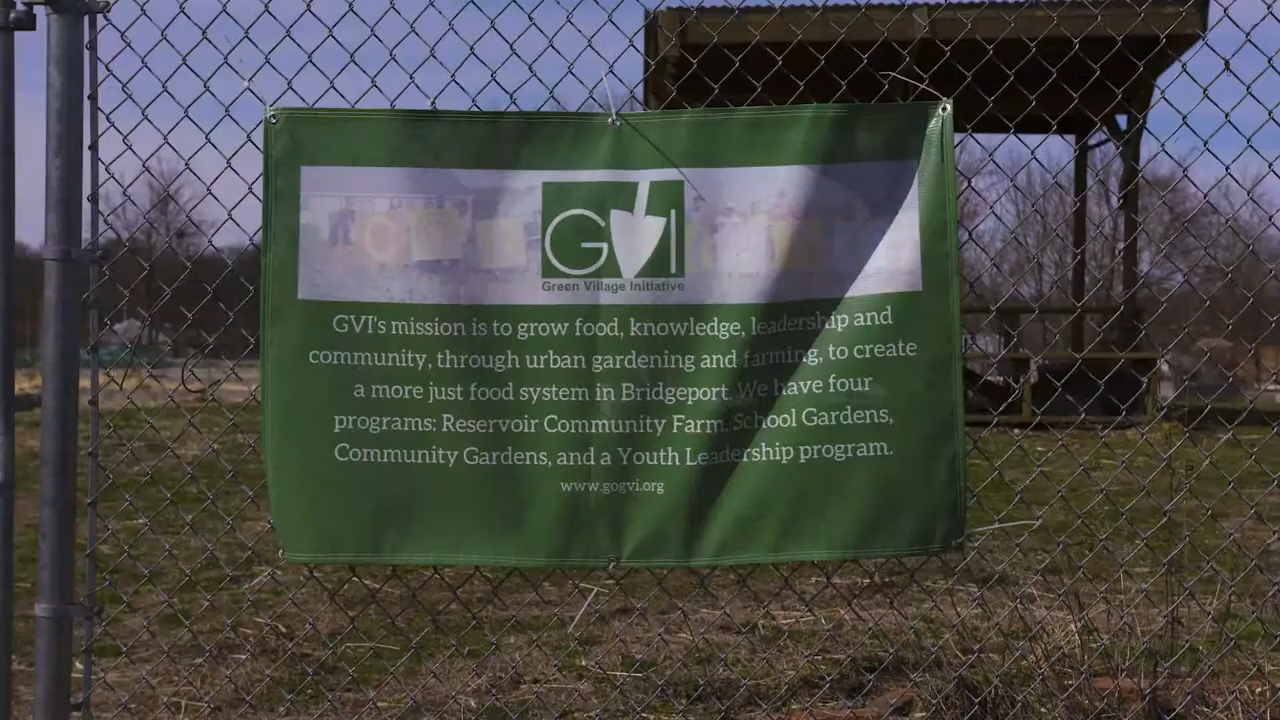 GVI
Green Village Initiative
GVI's mission is to grow food, knowledge, leadership and
community, through urban gardening and farming, to create
a more just food system in Bridgeport. We have four
programs: Reservoir Community Farm, School Gardens,
Community Gardens, and a Youth Leadership program.
www.gogvi.org